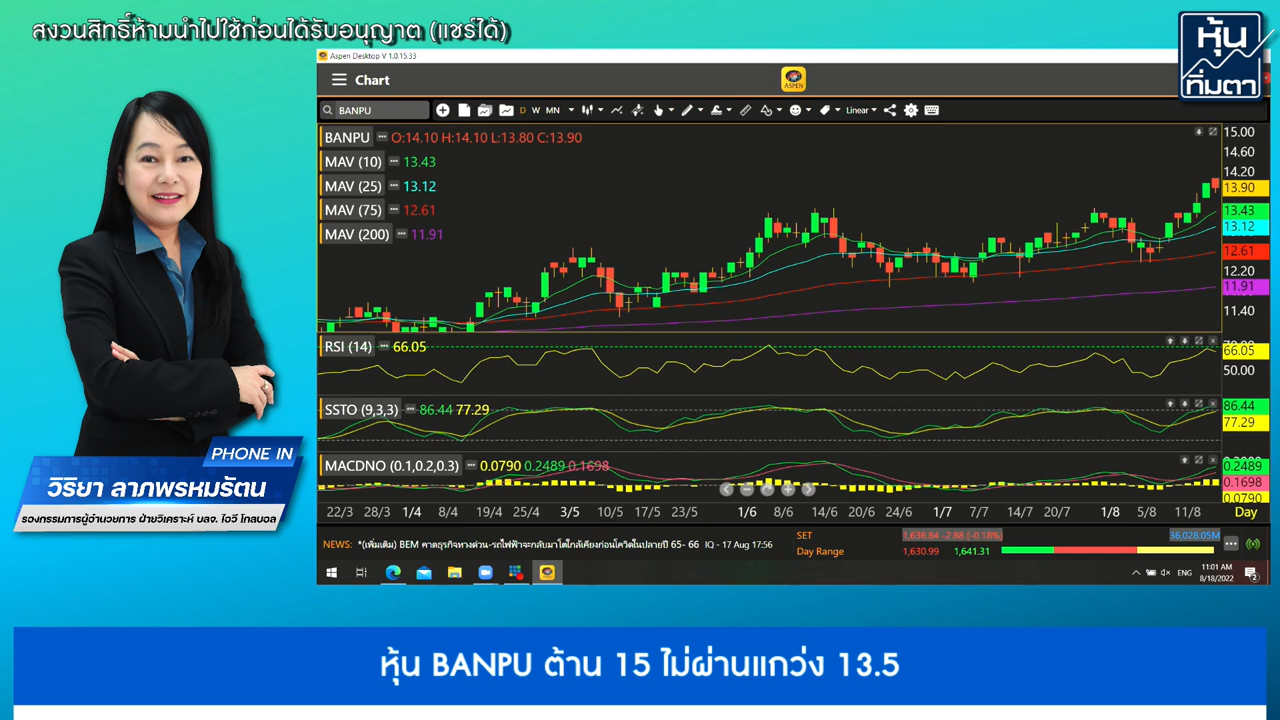 สงวนสิทธิ์ห้ามนำไปใช้ก่อนได้รับอนุญาต (แชร์ได้)
หุ้น
ทิ่มตา
Aspen Desktop V 1.0.15.33
Chart
ASPEN
BANPU
D W MN
Linear
BANPU O:14.10 H:14.10 L:13.80 C:13.90
MAV (10) 13.43
MAV (25) 13.12
MAV (75) 12.61
MAV (200) 11.91
15.00
14.60
14.20
13.90
13.43
13.12
12.61
12.20
11.91
11.40
RSI (14) 66.05
66.05
50.00
SSTO (9,3,3) 86.44 77.29
86.44
77.29
MACDNO (0.1,0.2,0.3) 0.0790 0.2489 0.1698
0.2489
0.1698
0.0790
22/3 28/3 1/4 8/4 19/4 25/4 3/5 10/5 17/5 23/5 1/6 8/6 14/6 20/6 24/6 1/7 7/7 14/7 20/7 1/8 5/8 11/8 Day
NEWS: *(เพิ่มเติม) BEM คาดธุรกิจทางด่วน-รถไฟฟ้าจะกลับมาโตใกล้เคียงก่อนโควิดในปลายปี 65- 66 IQ - 17 Aug 17:56
SET 1,636.84 -2.88 (-0.18%) 36,028.05M
Day Range 1,630.99 1,641.31
ENG
11:01 AM
8/18/2022
2
PHONE IN
วิริยา ลาภพรหมรัตน
รองกรรมการผู้อำนวยการ ฝ่ายวิเคราะห์ บลจ. ไอวี โกลบอล
หุ้น BANPU ต้าน 15 ไม่ผ่านแกว่ง 13.5